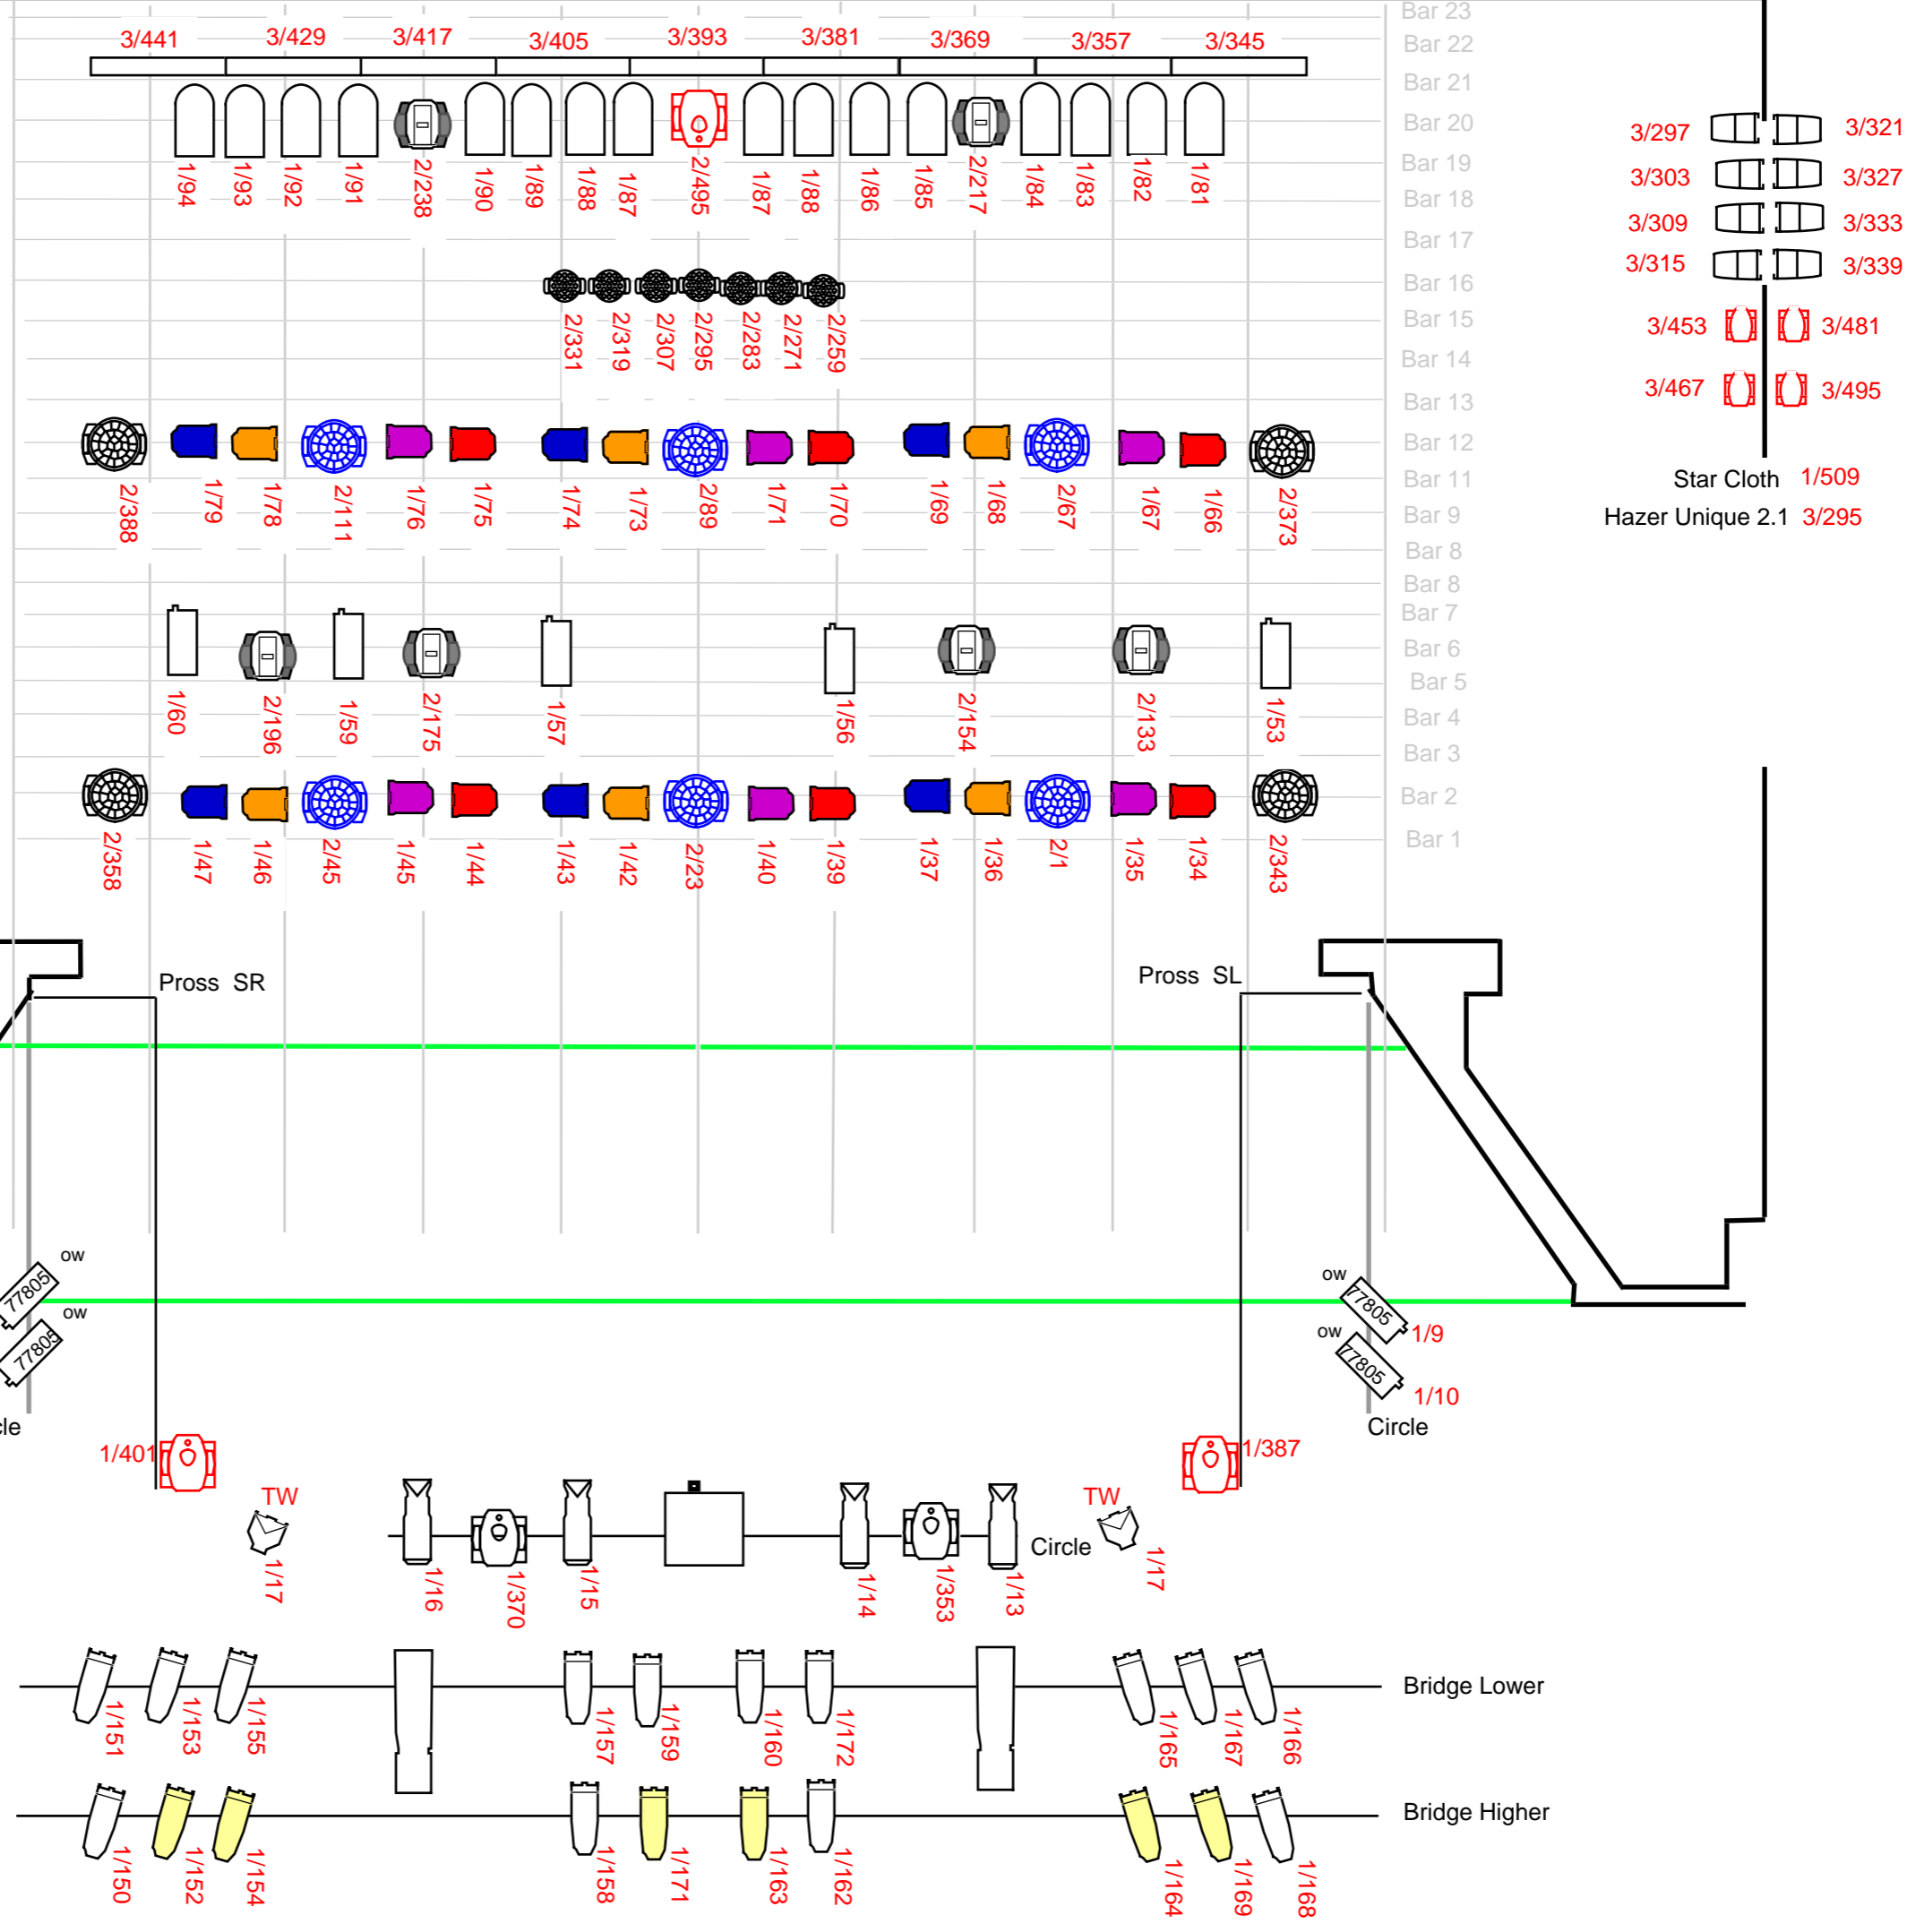 Bar 23
3/441 3/429 3/417 3/405 3/393 3/381 3/369 3/357 3/345
Bar 22
Bar 21
Bar 20
3/297 3/321
Bar 19
1/94 1/93 1/92 1/91 2/238 1/90 1/89 1/88 1/87 2/495 1/87 1/88 1/86 1/85 2/217 1/84 1/83 1/82 1/81
3/303 3/327
Bar 18
3/309 3/333
Bar 17
3/315 3/339
Bar 16
Bar 15
3/453 3/481
2/331 2/319 2/307 2/295 2/283 2/271 2/259
Bar 14
3/467 3/495
Bar 13
Bar 12
Bar 11
Star Cloth 1/509
2/388 1/79 1/78 2/111 1/76 1/75 1/74 1/73 2/89 1/71 1/70 1/69 1/68 2/67 1/67 1/66 2/373
Bar 9
Hazer Unique 2.1 3/295
Bar 8
Bar 8
Bar 7
Bar 6
Bar 5
1/60 2/196 1/59 2/175 1/57 1/56 2/154 2/133 1/53
Bar 4
Bar 3
Bar 2
Bar 1
2/358 1/47 1/46 2/45 1/45 1/44 1/43 1/42 2/23 1/40 1/39 1/37 1/36 2/1 1/35 1/34 2/343
Pross SR
Pross SL
ow
77805
ow
77805
ow
77805
1/9
ow
77805
1/10
cle
Circle
1/401
1/387
TW
TW
1/17 1/16 1/370 1/15 1/14 1/353 1/13
Circle
1/17
Bridge Lower
1/151 1/153 1/155 1/157 1/159 1/160 1/172 1/165 1/167 1/166
Bridge Higher
1/150 1/152 1/154 1/158 1/171 1/163 1/162 1/164 1/169 1/168